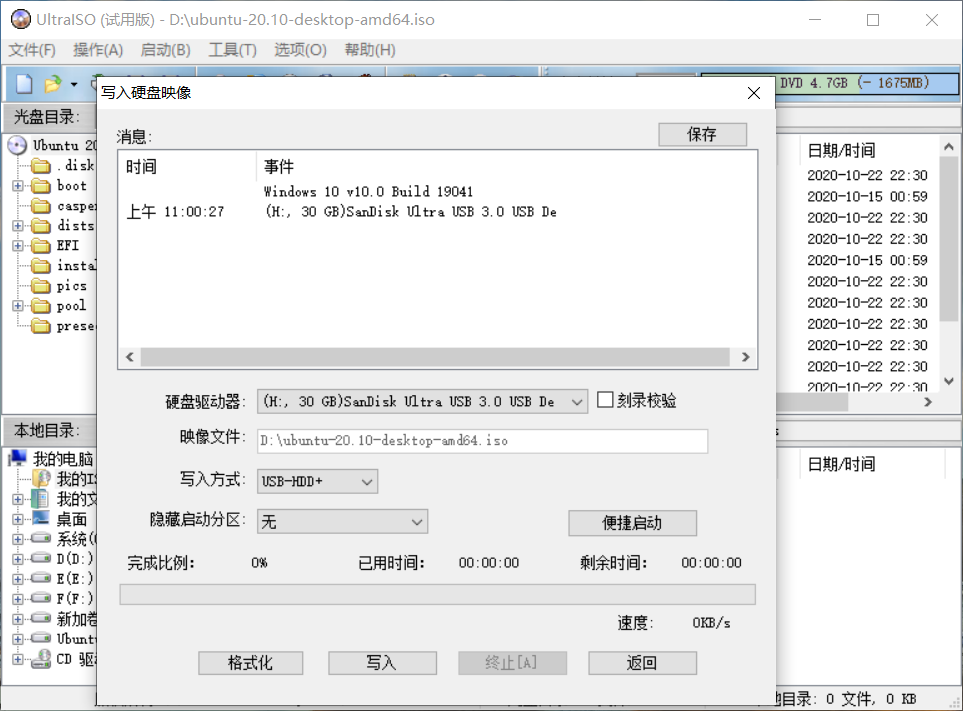 UltraISO (试用版) - D:\ubuntu-20.10-desktop-amd64.iso
文件(F) 操作(A) 启动(B) 工具(T) 选项(O) 帮助(H)
DVD 4.7GB (- 1675MB)
光盘目录:
Ubuntu 20
.disk
boot
casper
dists
EFI
insta
pics
pool
prese
日期/时间
2020-10-22 22:30
2020-10-15 00:59
2020-10-22 22:30
2020-10-22 22:30
2020-10-15 00:59
2020-10-22 22:30
2020-10-22 22:30
2020-10-22 22:30
2020-10-22 22:30
2020-10-22 22:30
2020-10-22 22:30
写入硬盘映像
消息:
保存
时间 事件
Windows 10 v10.0 Build 19041
上午 11:00:27 (H:, 30 GB)SanDisk Ultra USB 3.0 USB De
硬盘驱动器: (H:, 30 GB)SanDisk Ultra USB 3.0 USB De 刻录校验
映像文件: D:\ubuntu-20.10-desktop-amd64.iso
写入方式: USB-HDD+
隐藏启动分区: 无 便捷启动
完成比例: 0% 已用时间: 00:00:00 剩余时间: 00:00:00
速度: 0KB/s
格式化 写入 终止[A] 返回
本地目录:
我的电脑
我的IS
我的文
桌面
系统(C
D(D:)
E(E:)
F(F:)
新加卷
Ubuntu
CD 驱动
日期/时间
地目录: 0 文件, 0 KB